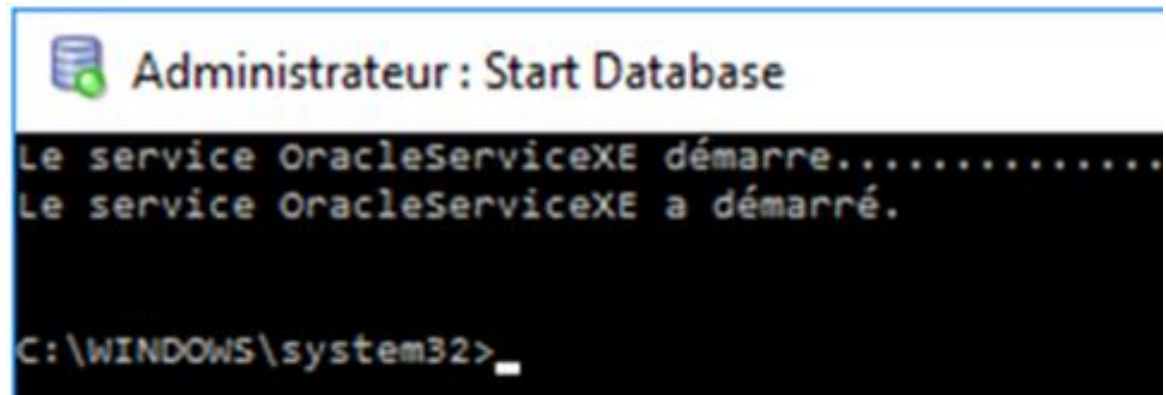 Administrateur : Start Database
Le service OracleServiceXE démarre..............
Le service OracleServiceXE a démarré.
C:\WINDOWS\system32>_